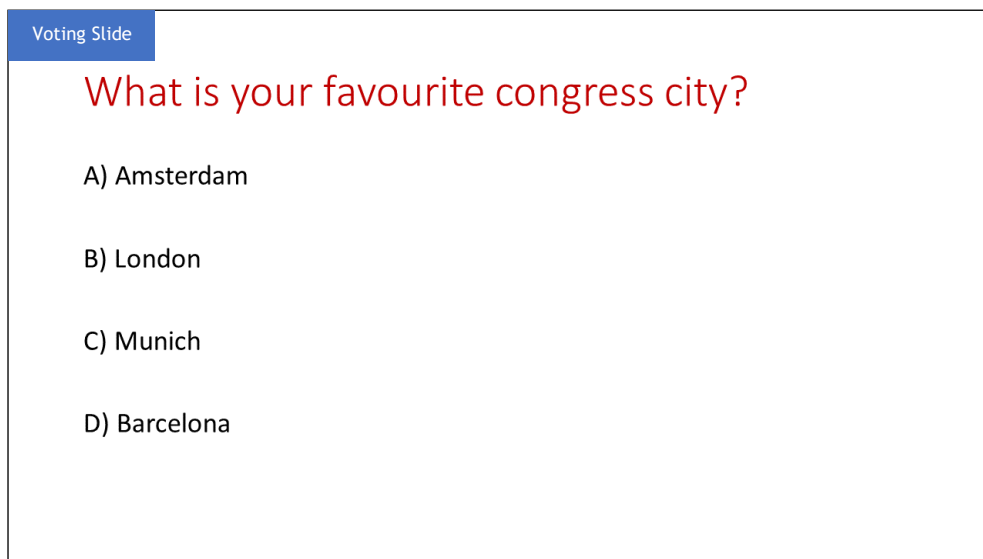 Voting Slide
What is your favourite congress city?
A) Amsterdam
B) London
C) Munich
D) Barcelona